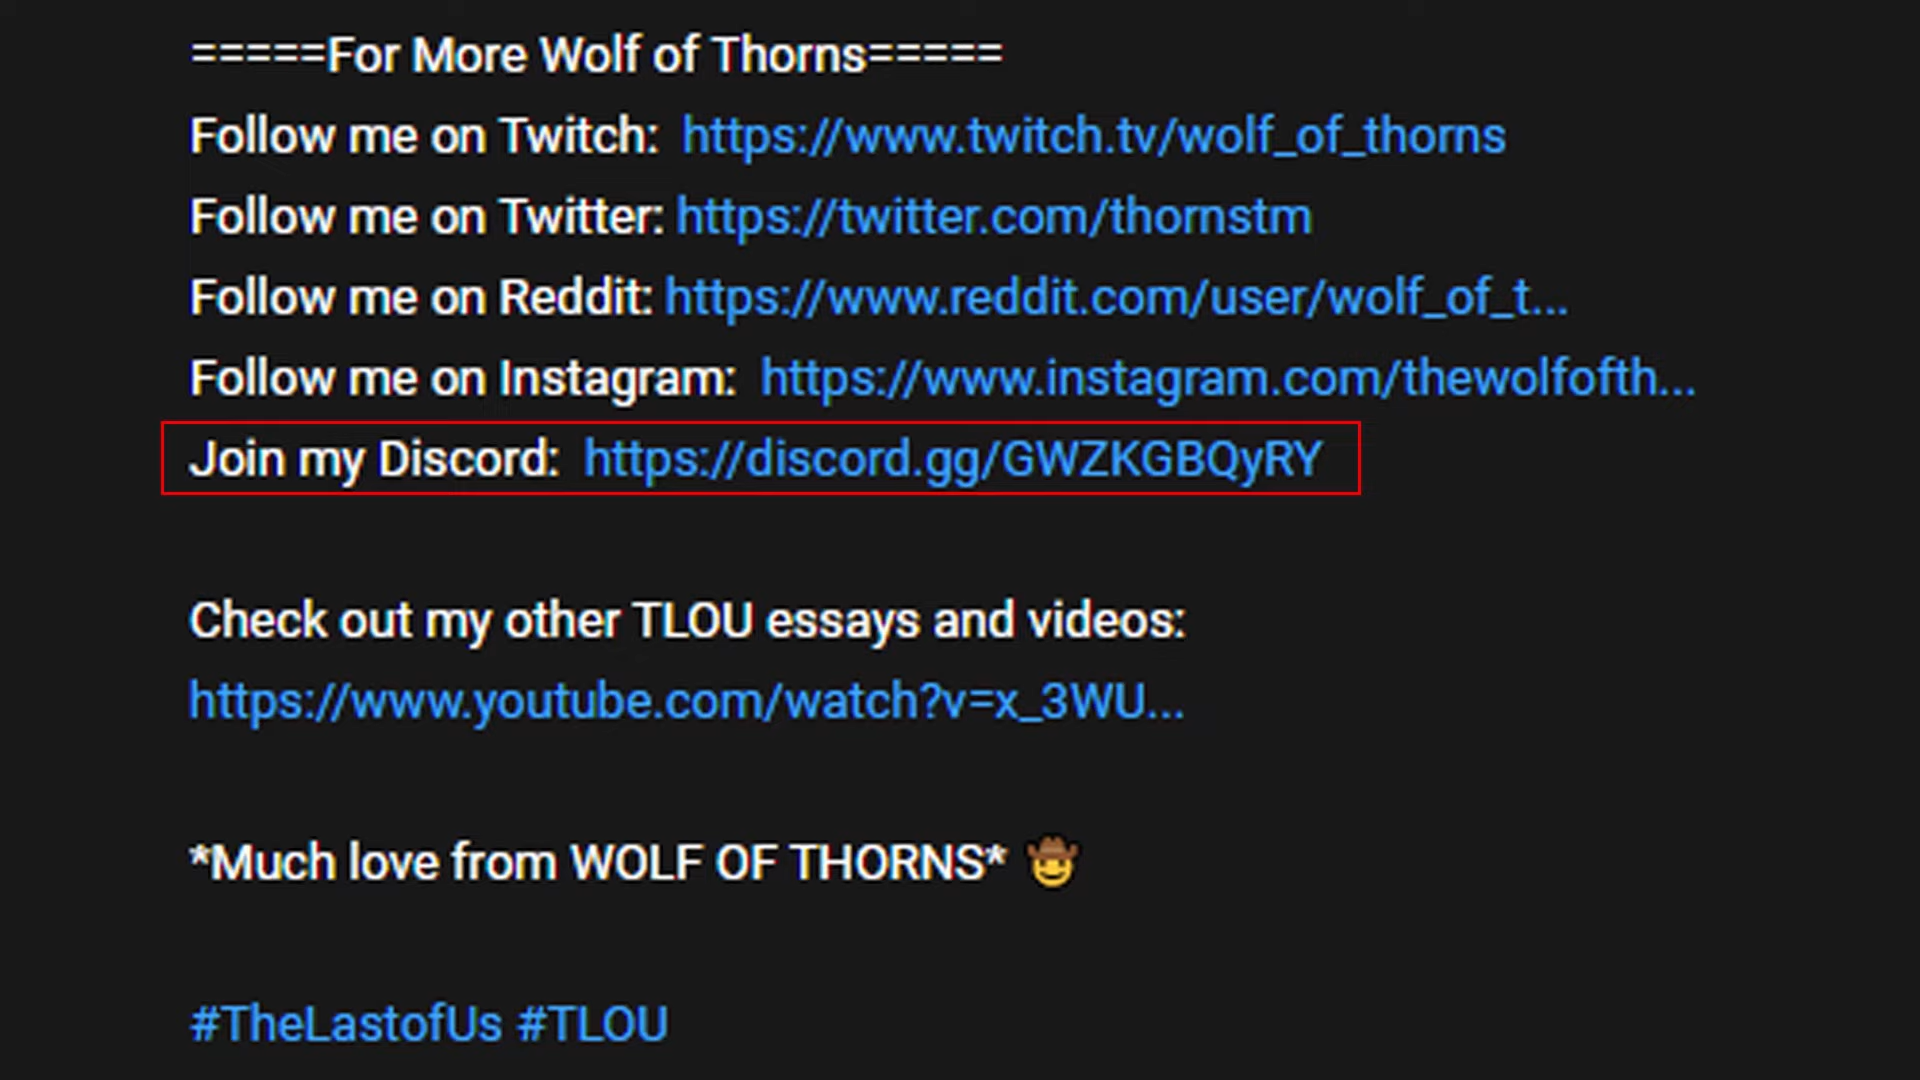 =====For More Wolf of Thorns=====
Follow me on Twitch: https://www.twitch.tv/wolf_of_thorns
Follow me on Twitter: https://twitter.com/thornstm
Follow me on Reddit: https://www.reddit.com/user/wolf_of_t...
Follow me on Instagram: https://www.instagram.com/thewolfofth...
Join my Discord: https://discord.gg/GWZKGBQyRY
Check out my other TLOU essays and videos:
https://www.youtube.com/watch?v=x_3WU...
*Much love from WOLF OF THORNS* 🤠
#TheLastofUs #TLOU